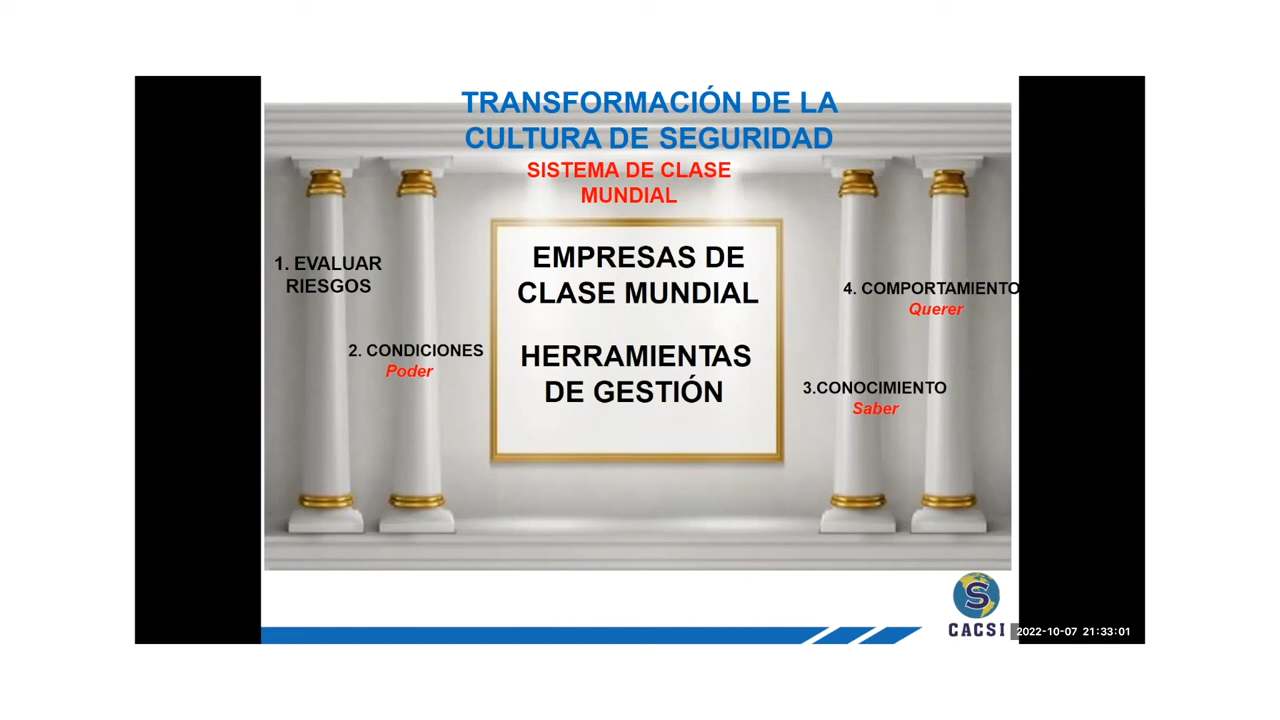 TRANSFORMACIÓN DE LA
CULTURA DE SEGURIDAD
SISTEMA DE CLASE
MUNDIAL
EMPRESAS DE
CLASE MUNDIAL
HERRAMIENTAS
DE GESTIÓN
1. EVALUAR
RIESGOS
2. CONDICIONES
Poder
4. COMPORTAMIENTO
Querer
3.CONOCIMIENTO
Saber
S
CACSI
2022-10-07 21:33:01